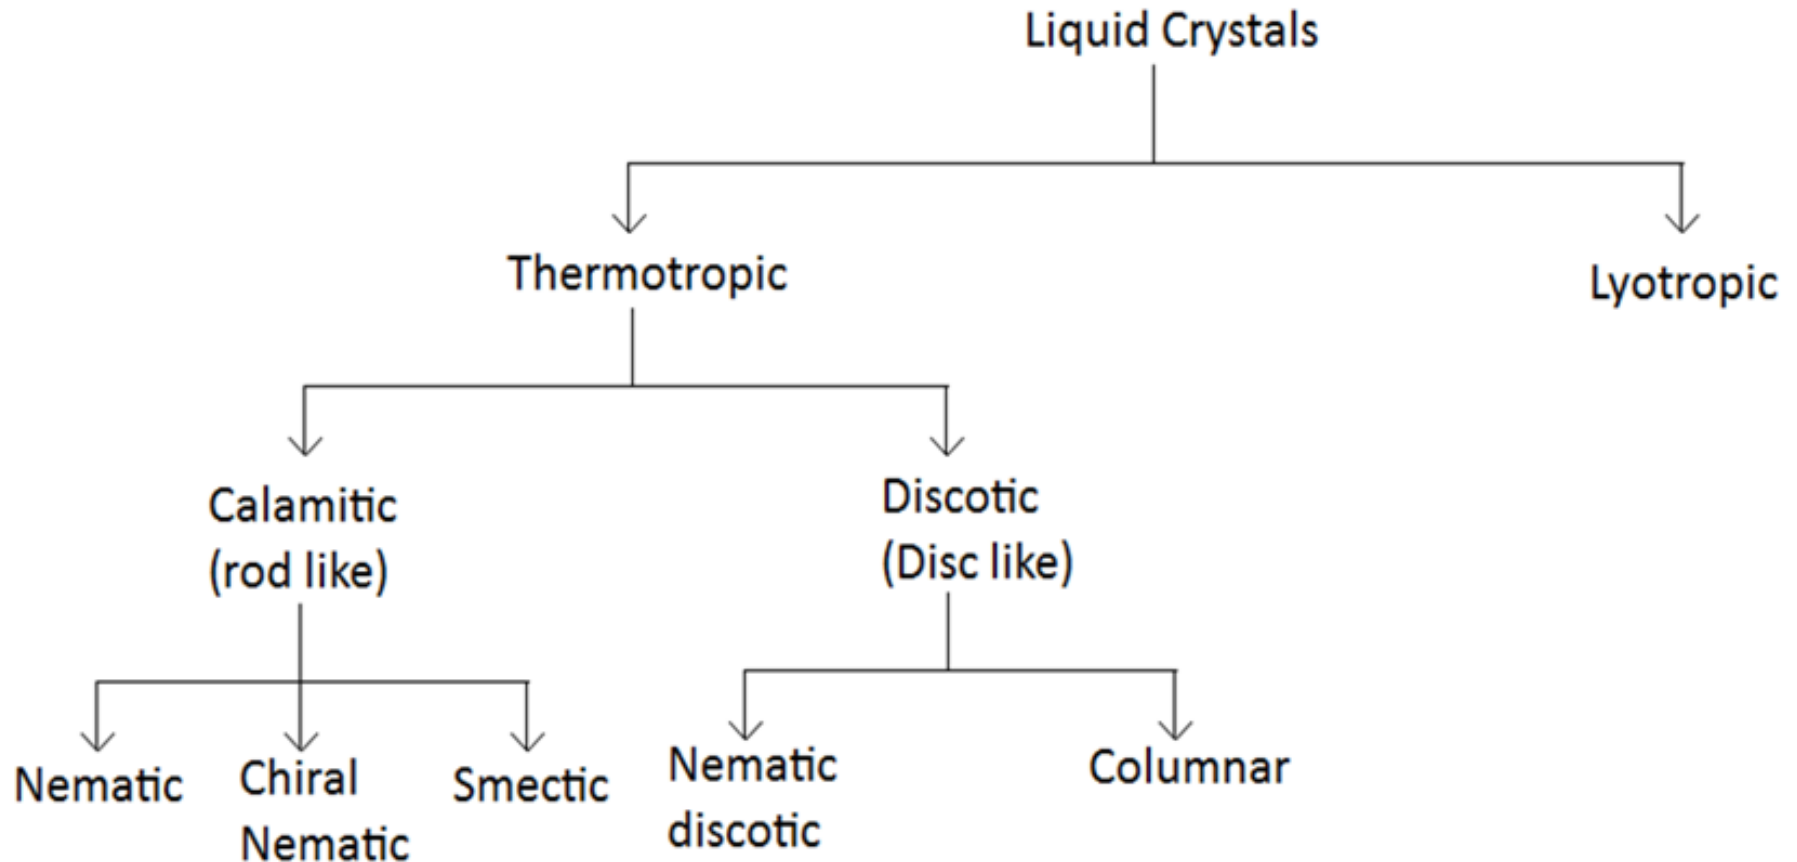 Liquid Crystals
Thermotropic
Lyotropic
Calamitic
(rod like)
Discotic
(Disc like)
Nematic
Chiral
Nematic
Smectic
Nematic
discotic
Columnar